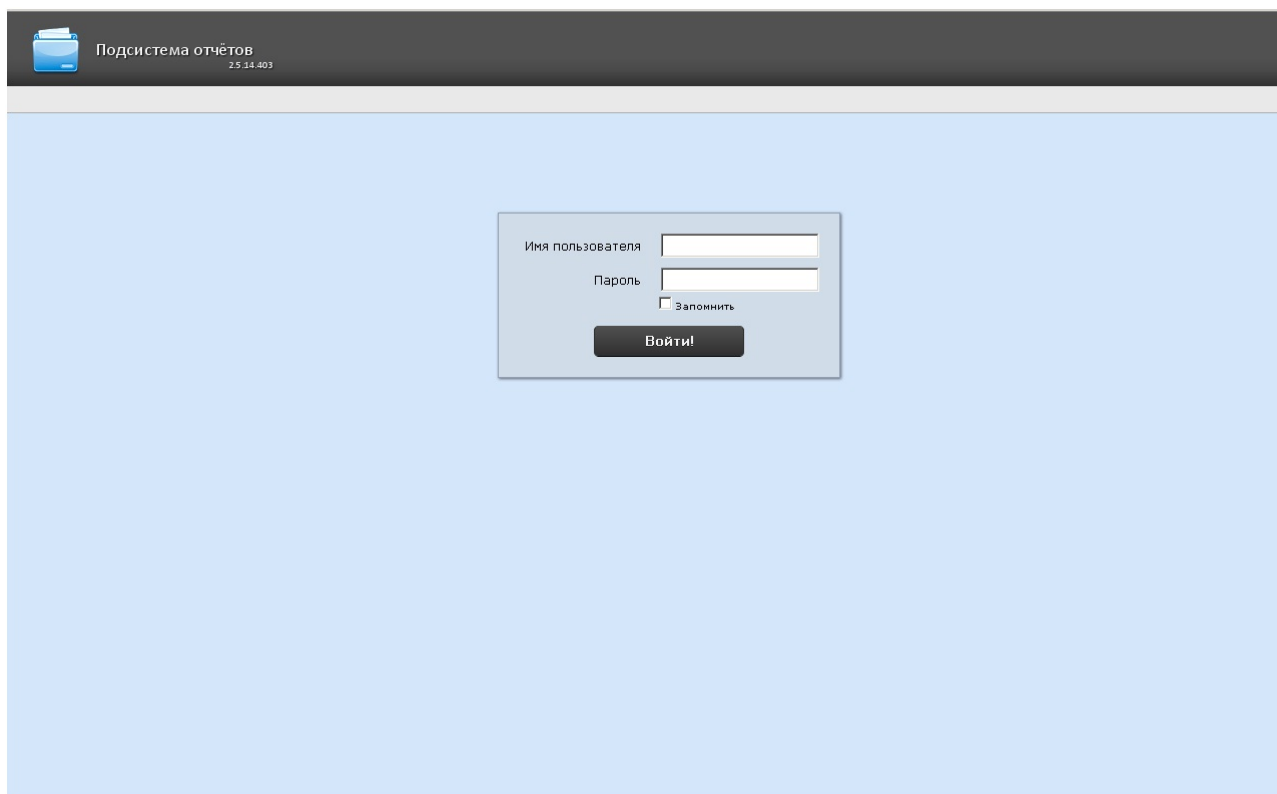 Подсистема отчётов
2.5.14.403
Имя пользователя
Пароль
Запомнить
Войти!